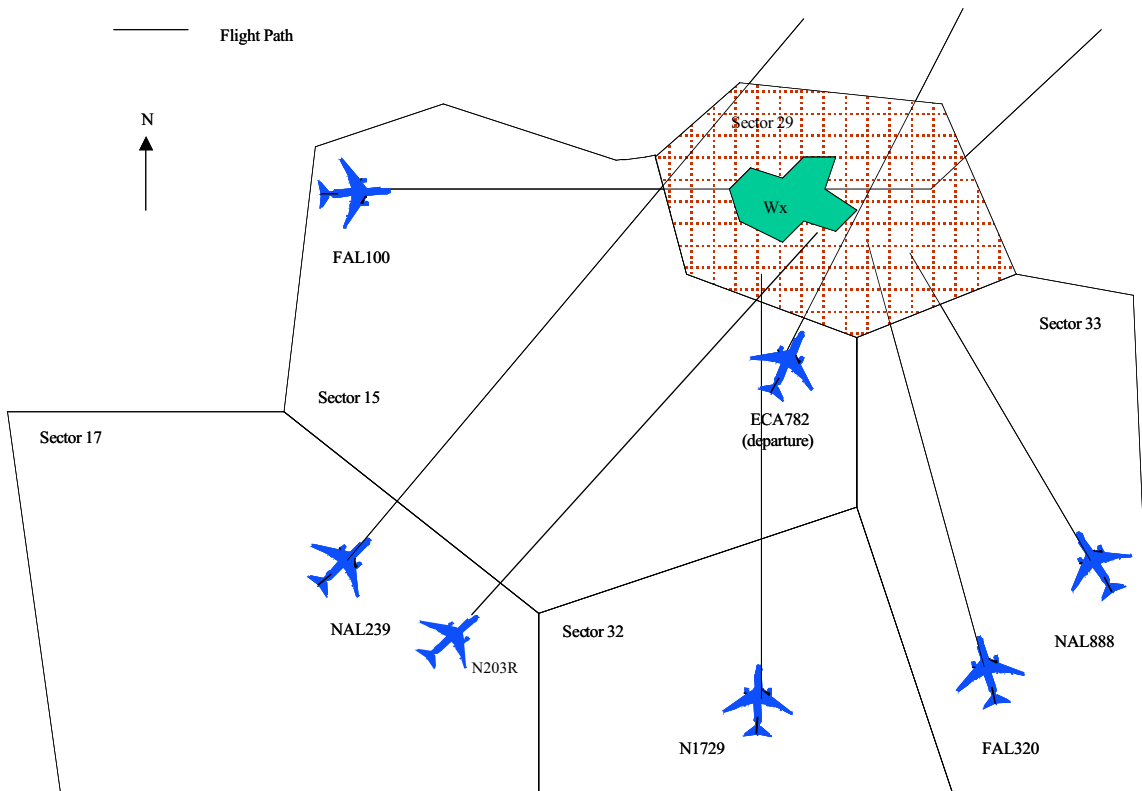 Flight Path
N
Sector 29
Wx
FAL100
Sector 33
Sector 15
ECA782
(departure)
Sector 17
NAL239
Sector 32
N203R
NAL888
N1729
FAL320